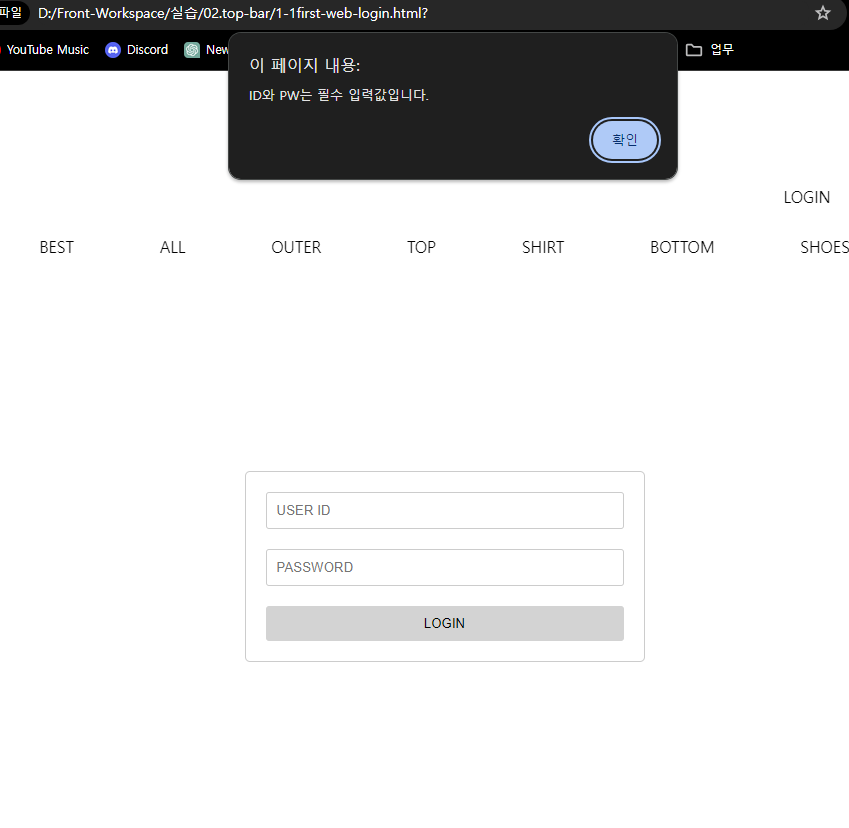 파일 D:/Front-Workspace/실습/02.top-bar/1-1first-web-login.html?
YouTube Music Discord New 업무
이 페이지 내용:
ID와 PW는 필수 입력값입니다.
확인
LOGIN
BEST ALL OUTER TOP SHIRT BOTTOM SHOES
USER ID
PASSWORD
LOGIN